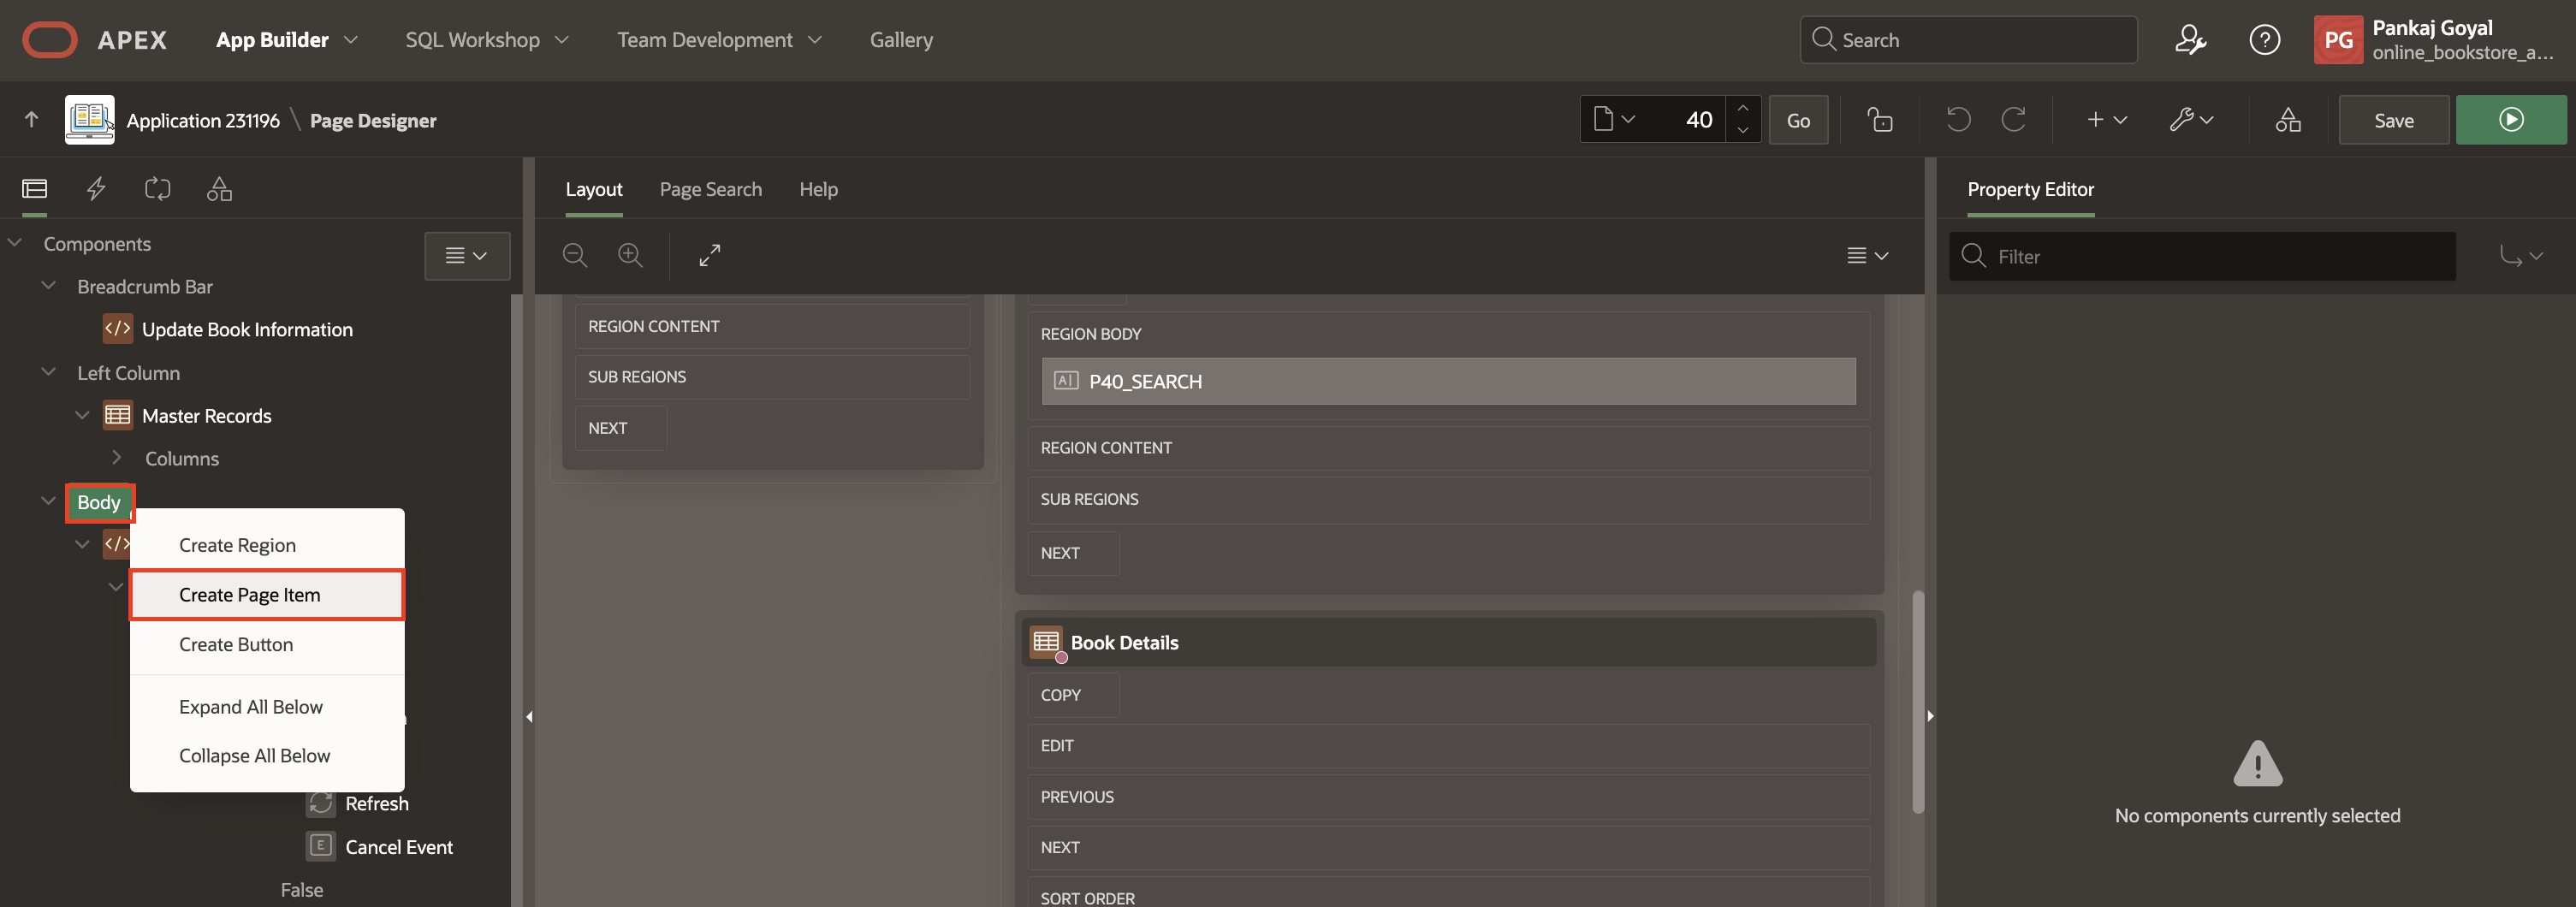 APEX
App Builder
SQL Workshop
Team Development
Gallery
Search
PG
Pankaj Goyal
online_bookstore_a...
Application 231196 \ Page Designer
40
Go
Save
Layout
Page Search
Help
Property Editor
Components
Filter
Breadcrumb Bar
</> Update Book Information
Left Column
Master Records
Columns
Body
</>
Create Region
Create Page Item
Create Button
Expand All Below
Collapse All Below
Refresh
E Cancel Event
False
REGION CONTENT
SUB REGIONS
NEXT
REGION BODY
A| P40_SEARCH
REGION CONTENT
SUB REGIONS
NEXT
Book Details
COPY
EDIT
PREVIOUS
NEXT
SORT ORDER
No components currently selected